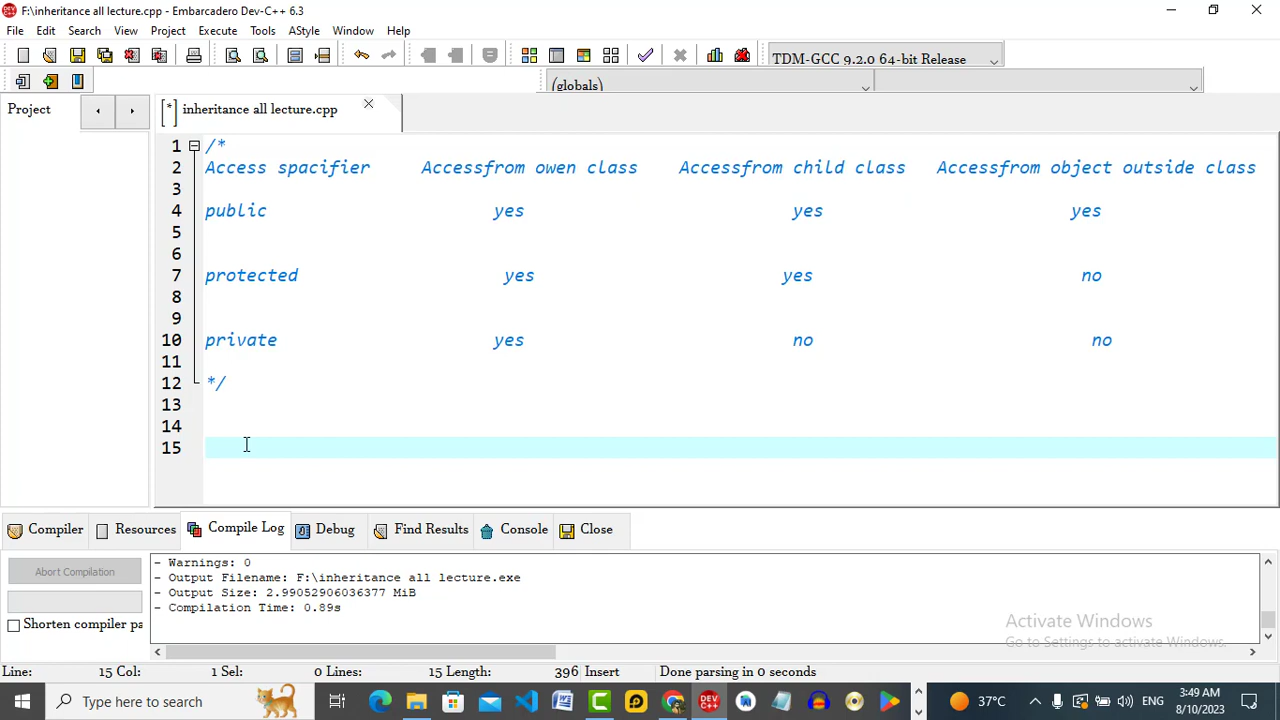 F:\inheritance all lecture.cpp - Embarcadero Dev-C++ 6.3
File Edit Search View Project Execute Tools AStyle Window Help
TDM-GCC 9.2.0 64-bit Release
(globals)
Project
[*] inheritance all lecture.cpp
1 /*
2 Access spacifier Accessfrom owen class Accessfrom child class Accessfrom object outside class
3
4 public yes yes yes
5
6
7 protected yes yes no
8
9
10 private yes no no
11
12 */
13
14
15
Compiler Resources Compile Log Debug Find Results Console Close
Abort Compilation
Shorten compiler pa
- Warnings: 0
- Output Filename: F:\inheritance all lecture.exe
- Output Size: 2.99052906036377 MiB
- Compilation Time: 0.89s
Activate Windows
Go to Settings to activate Windows.
Line: 15 Col: 1 Sel: 0 Lines: 15 Length: 396 Insert Done parsing in 0 seconds
Type here to search
37°C
ENG
3:49 AM
8/10/2023